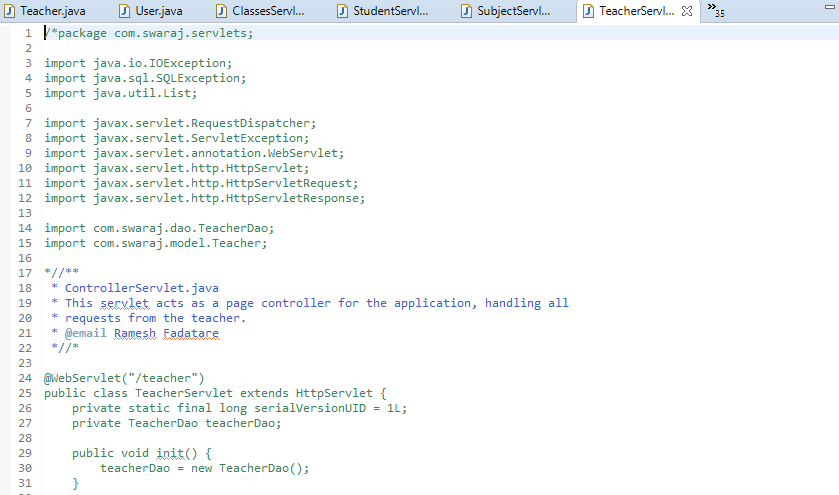 Teacher.java User.java ClassesServl... StudentServl... SubjectServl... TeacherServl... »35
1 /*package com.swaraj.servlets;
2
3 import java.io.IOException;
4 import java.sql.SQLException;
5 import java.util.List;
6
7 import javax.servlet.RequestDispatcher;
8 import javax.servlet.ServletException;
9 import javax.servlet.annotation.WebServlet;
10 import javax.servlet.http.HttpServlet;
11 import javax.servlet.http.HttpServletRequest;
12 import javax.servlet.http.HttpServletResponse;
13
14 import com.swaraj.dao.TeacherDao;
15 import com.swaraj.model.Teacher;
16
17 *//**
18  * ControllerServlet.java
19  * This servlet acts as a page controller for the application, handling all
20  * requests from the teacher.
21  * @email Ramesh Fadatare
22  *//*
23
24 @WebServlet("/teacher")
25 public class TeacherServlet extends HttpServlet {
26     private static final long serialVersionUID = 1L;
27     private TeacherDao teacherDao;
28
29     public void init() {
30         teacherDao = new TeacherDao();
31     }